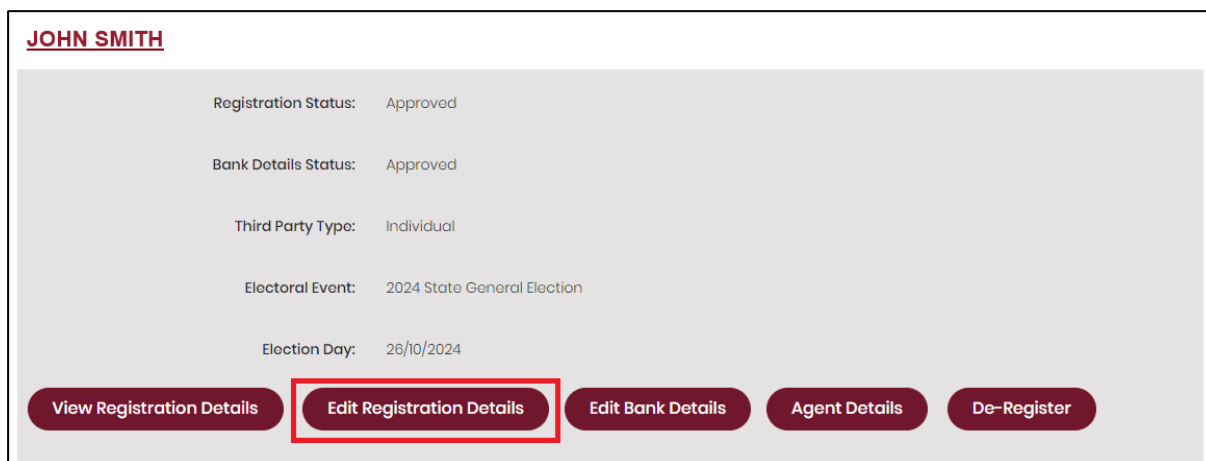 JOHN SMITH
Registration Status: Approved
Bank Details Status: Approved
Third Party Type: Individual
Electoral Event: 2024 State General Election
Election Day: 26/10/2024
View Registration Details Edit Registration Details Edit Bank Details Agent Details De-Register